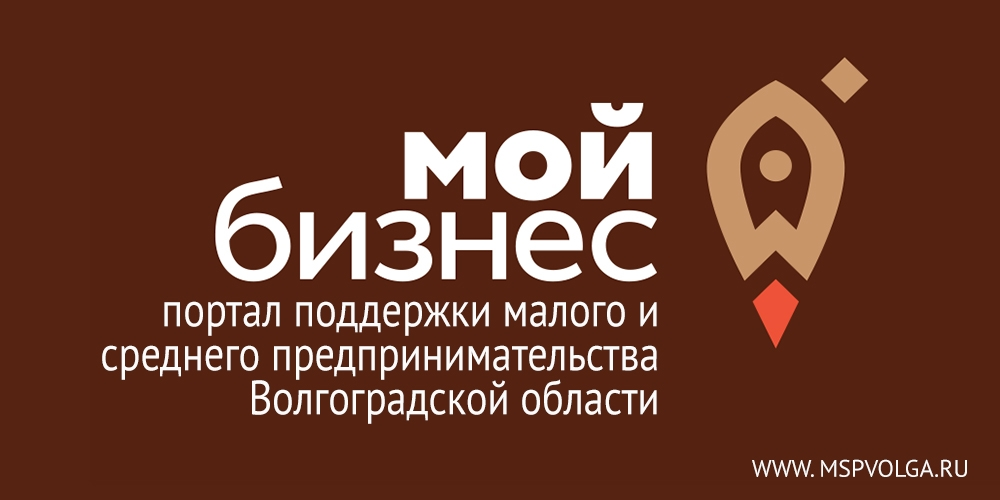 мой
бизнес
портал поддержки малого и
среднего предпринимательства
Волгоградской области
WWW. MSPVOLGA.RU